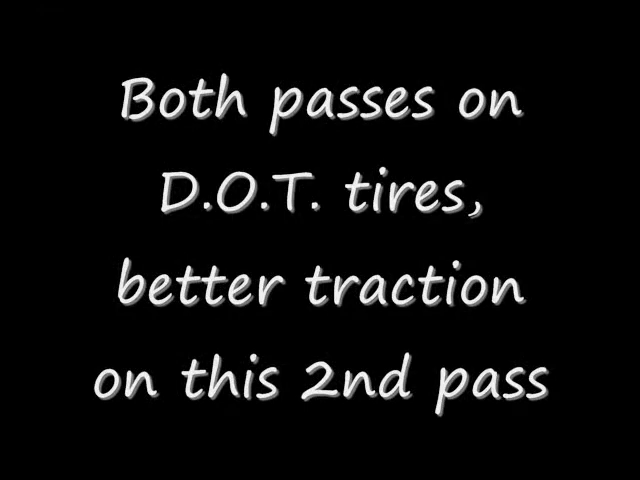 Both passes on
D.O.T. tires,
better traction
on this 2nd pass